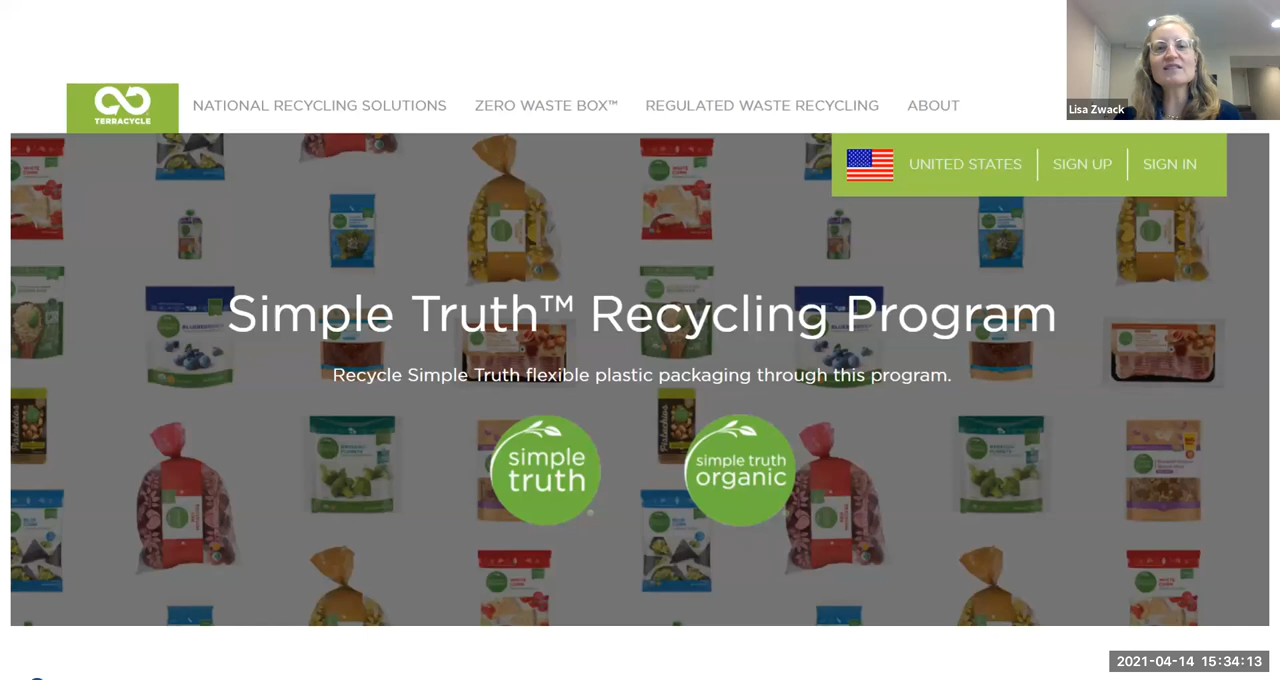 Lisa Zwack
TERRACYCLE
NATIONAL RECYCLING SOLUTIONS ZERO WASTE BOX™ REGULATED WASTE RECYCLING ABOUT
UNITED STATES SIGN UP SIGN IN
Simple Truth™ Recycling Program
Recycle Simple Truth flexible plastic packaging through this program.
simple
truth
®
simple truth
organic
®
2021-04-14 15:34:13